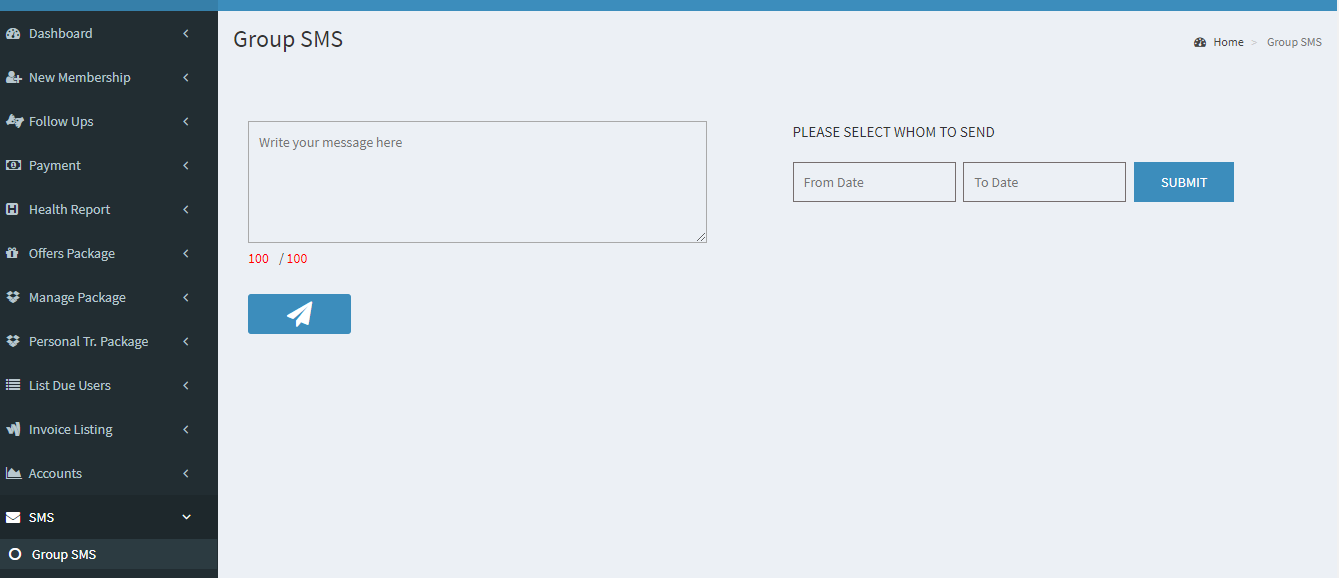 Dashboard
New Membership
Follow Ups
Payment
Health Report
Offers Package
Manage Package
Personal Tr. Package
List Due Users
Invoice Listing
Accounts
SMS
Group SMS
Group SMS
Home > Group SMS
Write your message here
100 / 100
PLEASE SELECT WHOM TO SEND
From Date
To Date
SUBMIT